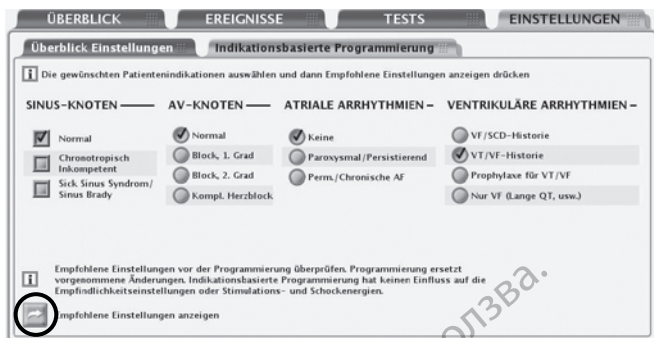 ÜBERBLICK EREIGNISSE TESTS EINSTELLUNGEN
Überblick Einstellungen Indikationsbasierte Programmierung
i Die gewünschten Patientenindikationen auswählen und dann Empfohlene Einstellungen anzeigen drücken
SINUS-KNOTEN AV-KNOTEN ATRIALE ARRHYTHMIEN VENTRIKULÄRE ARRHYTHMIEN
Normal Normal Keine VF/SCD-Historie
Chronotropisch Inkompetent Block, 1. Grad Paroxysmal/Persistierend VT/VF-Historie
Sick Sinus Syndrom/ Block, 2. Grad Perm./Chronische AF Prophylaxe für VT/VF
Sinus Brady Kompl. Herzblock Nur VF (Lange QT, usw.)
Empfohlene Einstellungen vor der Programmierung überprüfen. Programmierung ersetzt
i vorgenommene Änderungen. Indikationsbasierte Programmierung hat keinen Einfluss auf die
Empfindlichkeitseinstellungen oder Stimulations- und Schockenergien.
Empfohlene Einstellungen anzeigen